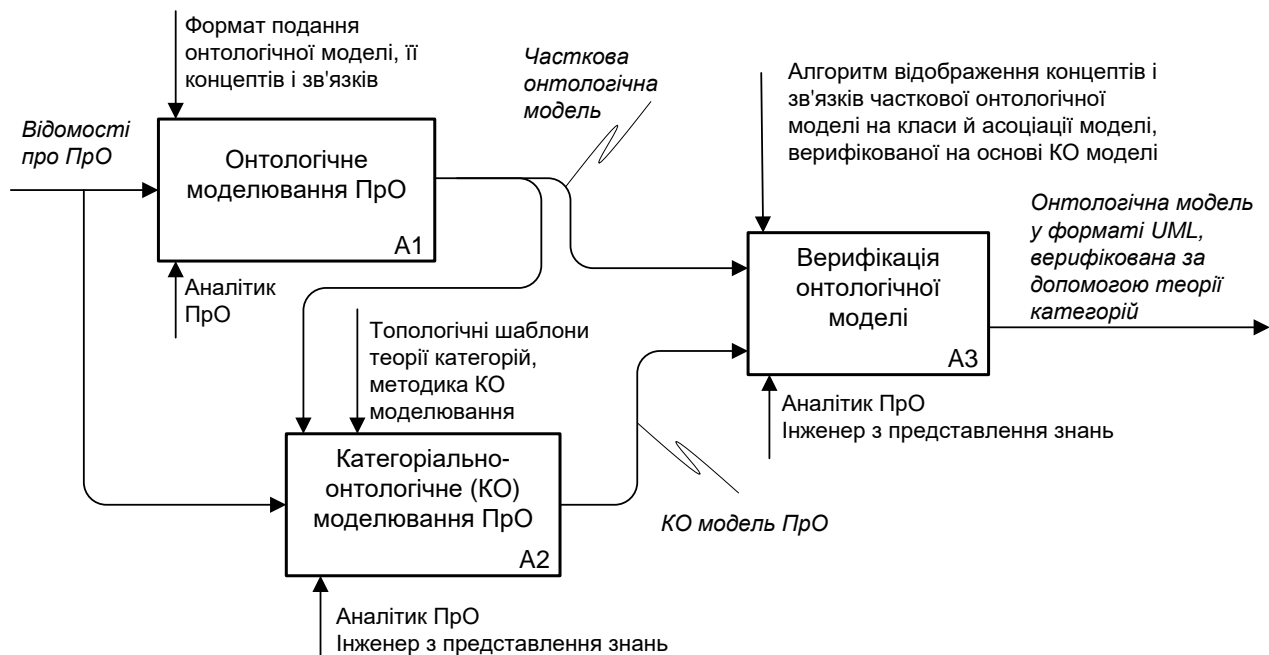 Формат подання
онтологічної моделі, її
концептів і зв'язків
Часткова
онтологічна
модель
Алгоритм відображення концептів і
зв'язків часткової онтологічної
моделі на класи й асоціації моделі,
верифікованої на основі КО моделі
Відомості
про ПрО
Онтологічне
моделювання ПрО
А1
Аналітик
ПрО
Онтологічна модель
у форматі UML,
верифікована за
допомогою теорії
категорій
Верифікація
онтологічної
моделі
А3
Топологічні шаблони
теорії категорій,
методика КО
моделювання
Аналітик ПрО
Інженер з представлення знань
Категоріально-
онтологічне (КО)
моделювання ПрО
А2
КО модель ПрО
Аналітик ПрО
Інженер з представлення знань